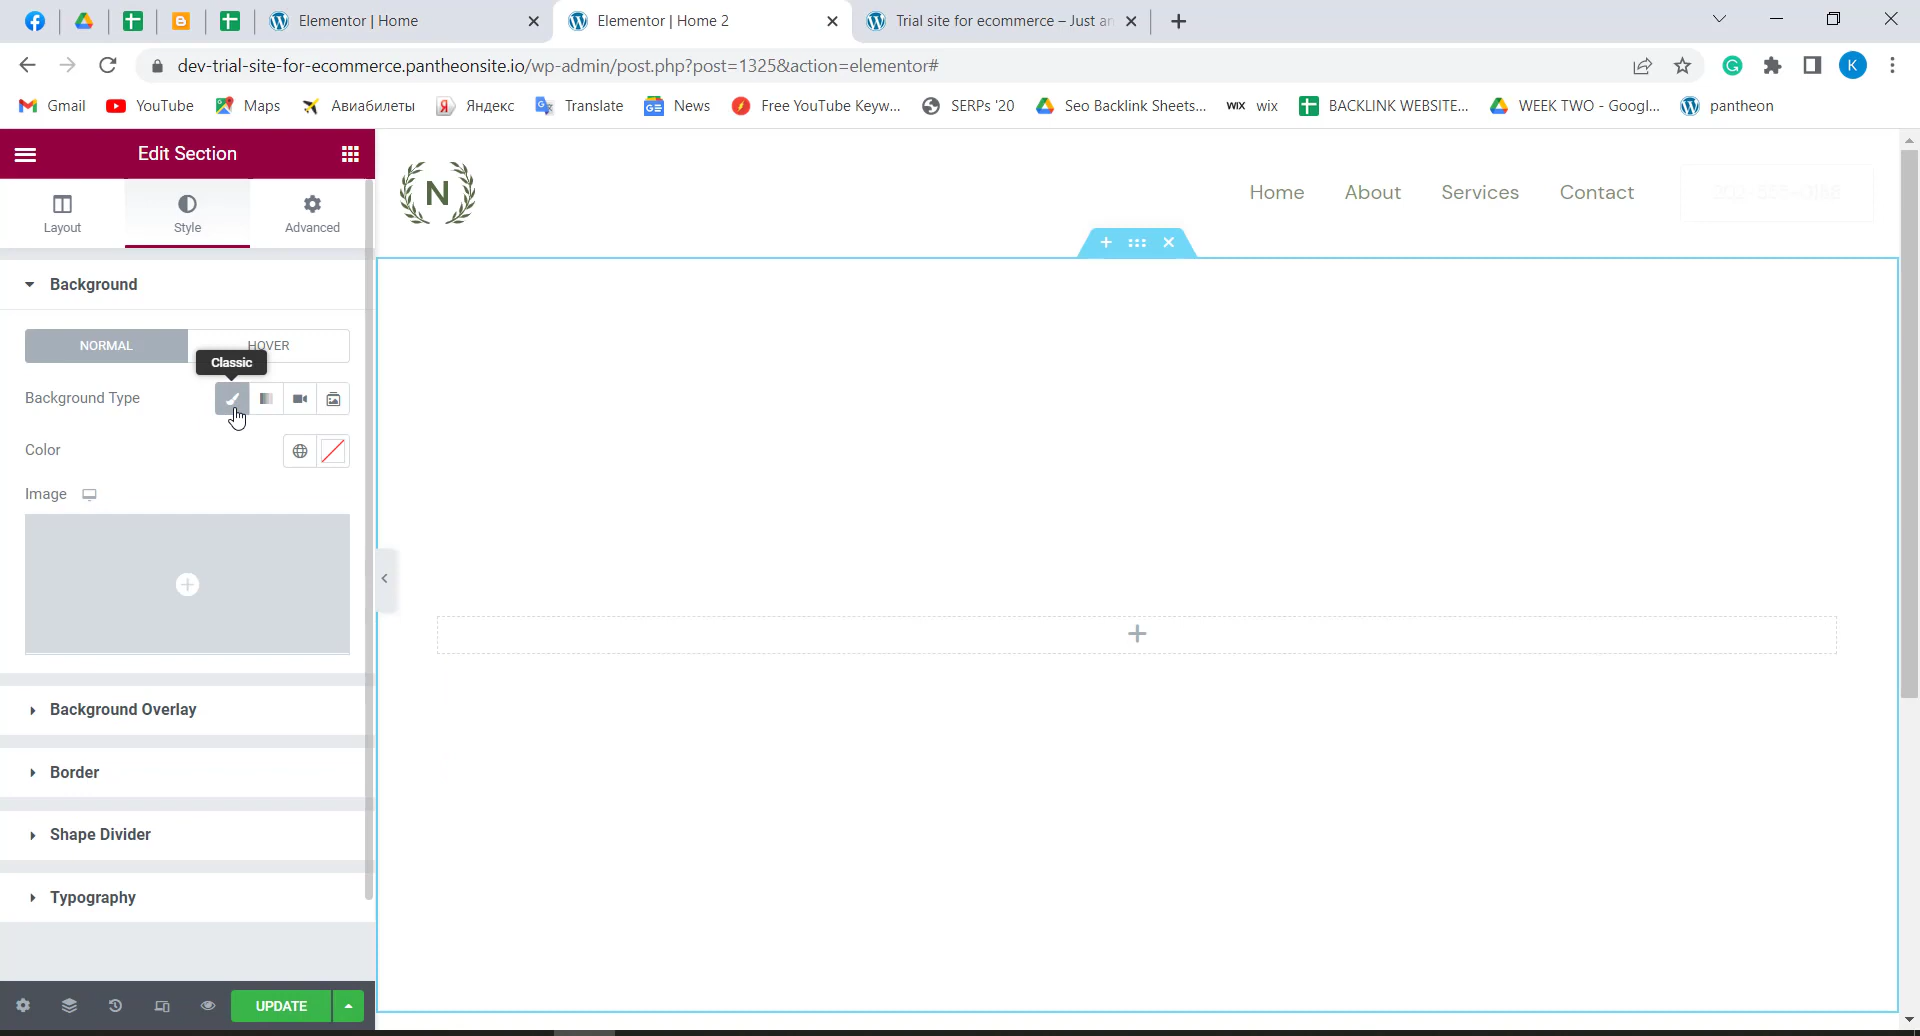 Elementor | Home
Elementor | Home 2
Trial site for ecommerce – Just an
dev-trial-site-for-ecommerce.pantheonsite.io/wp-admin/post.php?post=1325&action=elementor#
K
Gmail
YouTube
Maps
Авиабилеты
Яндекс
Translate
News
Free YouTube Keyw...
SERPs '20
Seo Backlink Sheets...
WIX wix
BACKLINK WEBSITE...
WEEK TWO - Googl...
pantheon
Edit Section
Layout
Style
Advanced
N
Home
About
Services
Contact
Background
NORMAL
HOVER
Classic
Background Type
Color
Image
Background Overlay
Border
Shape Divider
Typography
UPDATE